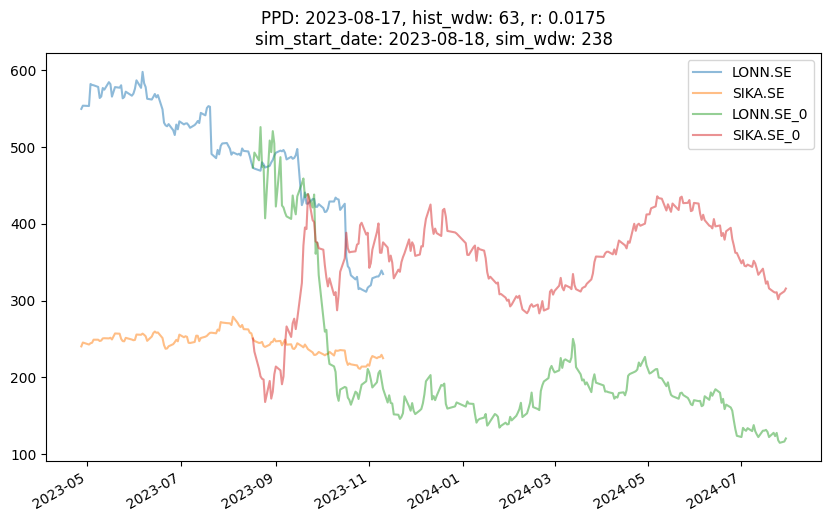 PPD: 2023-08-17, hist_wdw: 63, r: 0.0175
sim_start_date: 2023-08-18, sim_wdw: 238
LONN.SE
SIKA.SE
LONN.SE_0
SIKA.SE_0
600
500
400
300
200
100
2023-05
2023-07
2023-09
2023-11
2024-01
2024-03
2024-05
2024-07